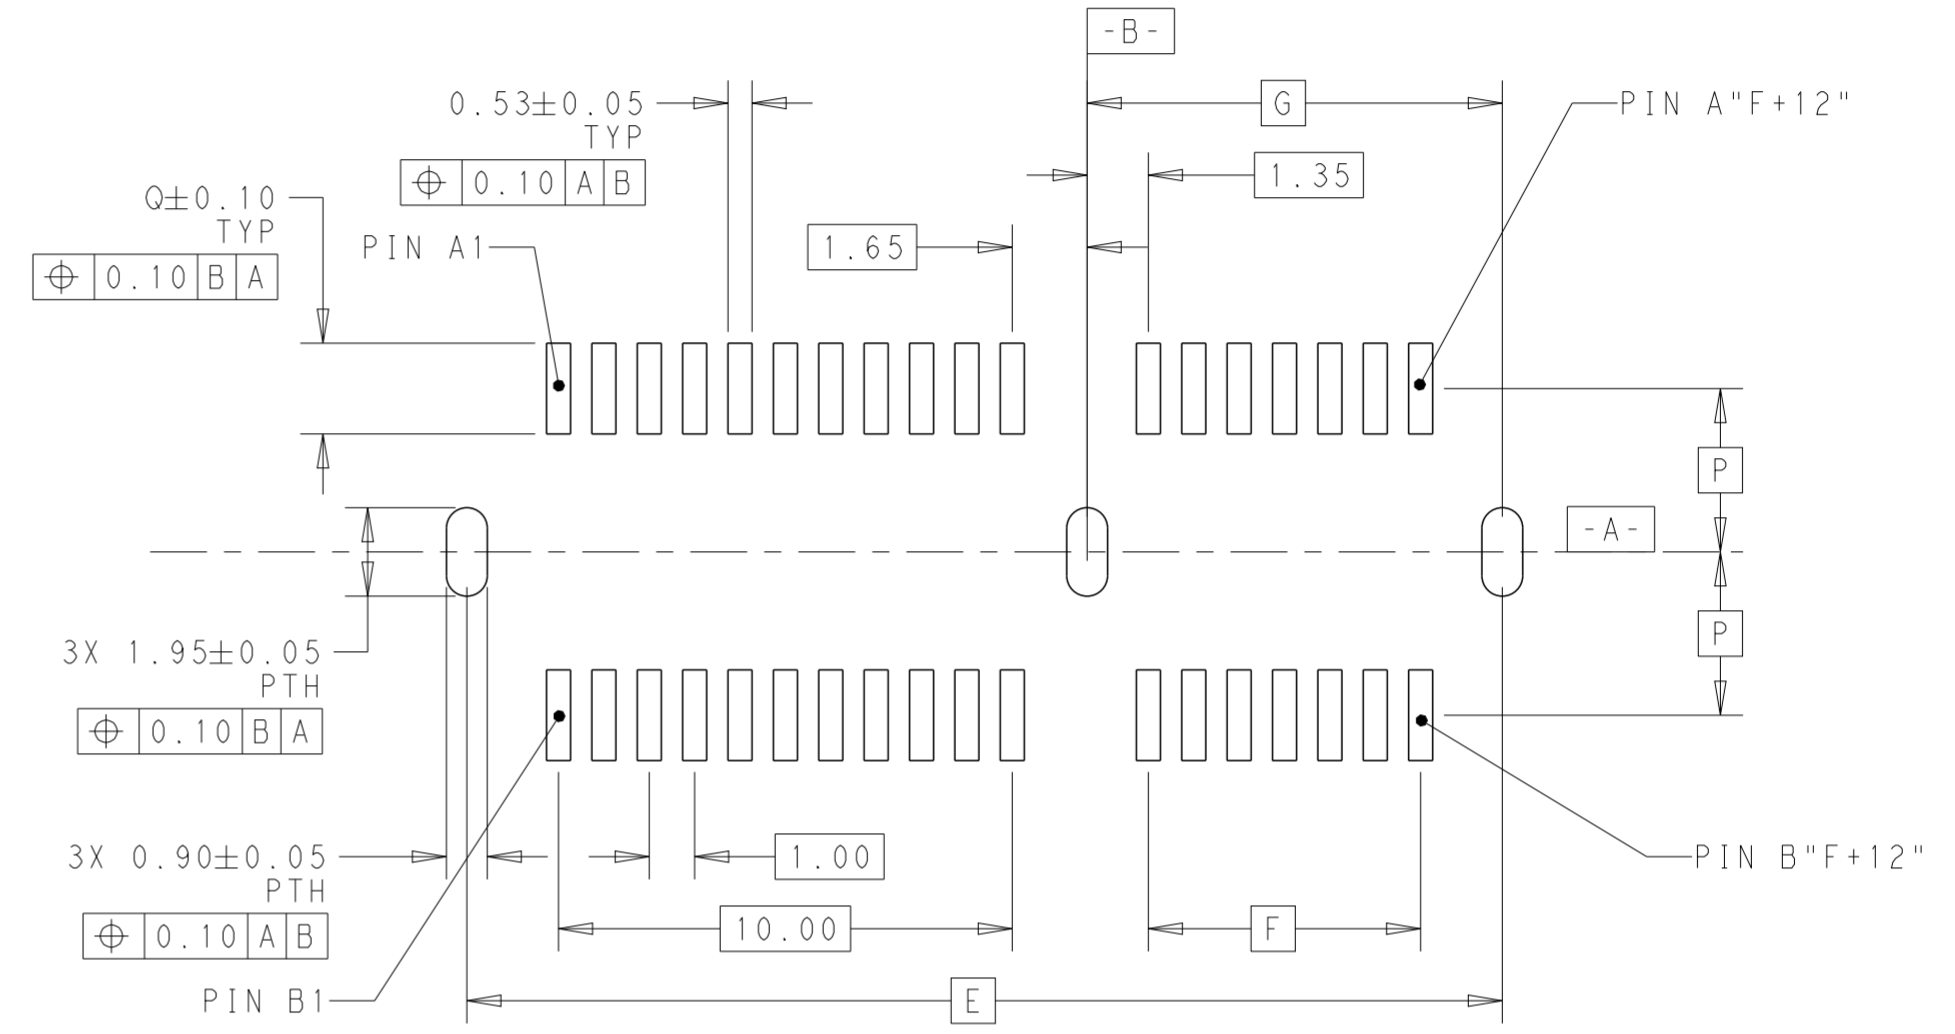 -B-
0.53±0.05
TYP
⌖ 0.10 A B
G
PIN A"F+12"
1.35
Q±0.10
TYP
⌖ 0.10 B A
PIN A1
1.65
P
-A-
P
3X 1.95±0.05
PTH
⌖ 0.10 B A
3X 0.90±0.05
PTH
⌖ 0.10 A B
1.00
PIN B"F+12"
10.00
F
PIN B1
E